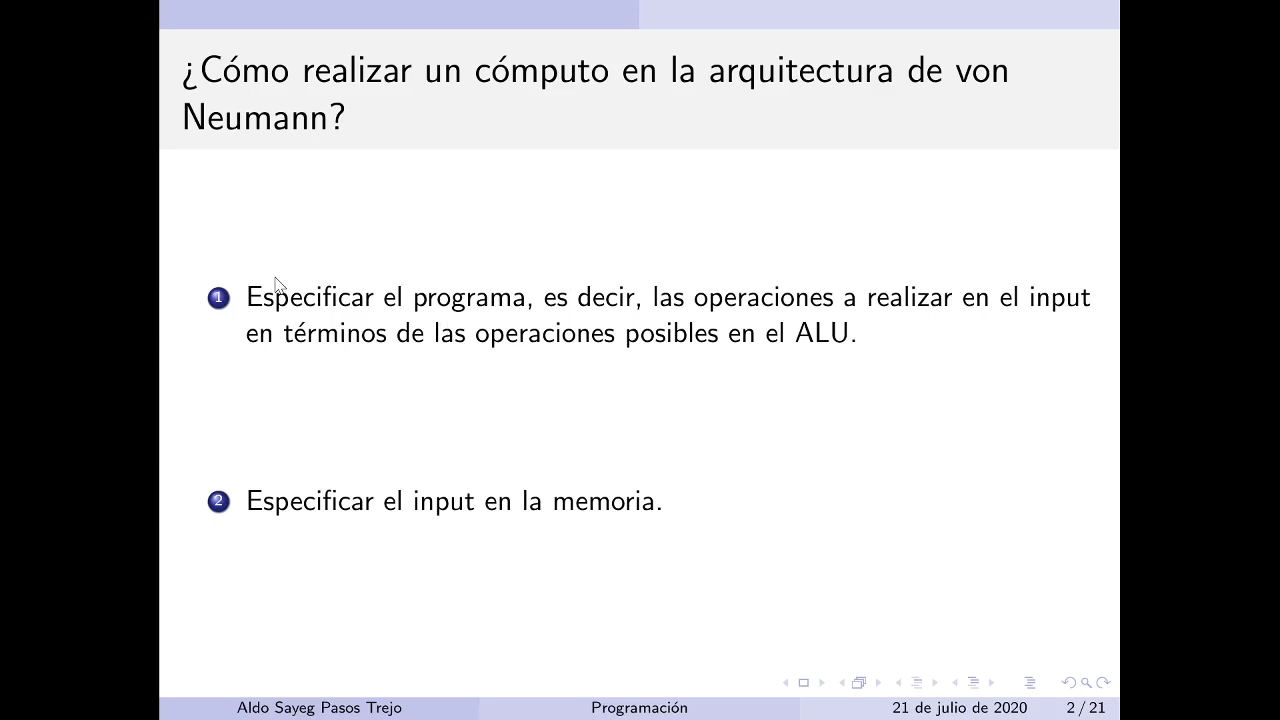 ¿Cómo realizar un cómputo en la arquitectura de von
Neumann?
1 Especificar el programa, es decir, las operaciones a realizar en el input
en términos de las operaciones posibles en el ALU.
2 Especificar el input en la memoria.
Aldo Sayeg Pasos Trejo Programación 21 de julio de 2020 2 / 21